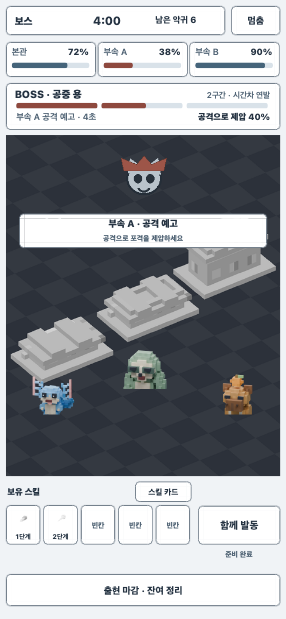 보스 4:00 남은 악귀 6 멈춤
본관 72% 부속 A 38% 부속 B 90%
BOSS · 공중 용 2구간 · 시간차 연발
부속 A 공격 예고 · 4초 공격으로 제압 40%
부속 A · 공격 예고
공격으로 포격을 제압하세요
보유 스킬 스킬 카드
1단계 2단계 빈칸 빈칸 빈칸 함께 발동
준비 완료
출현 마감 · 잔여 정리